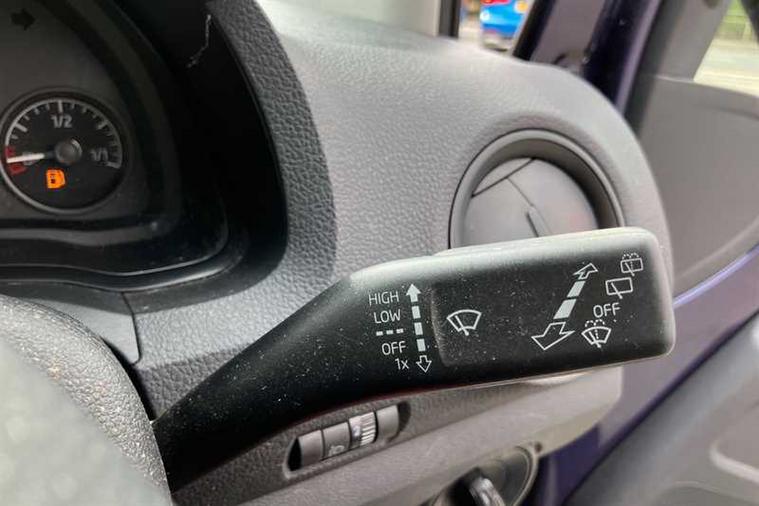 1/2
1/1
HIGH
LOW
---
OFF
1x
OFF